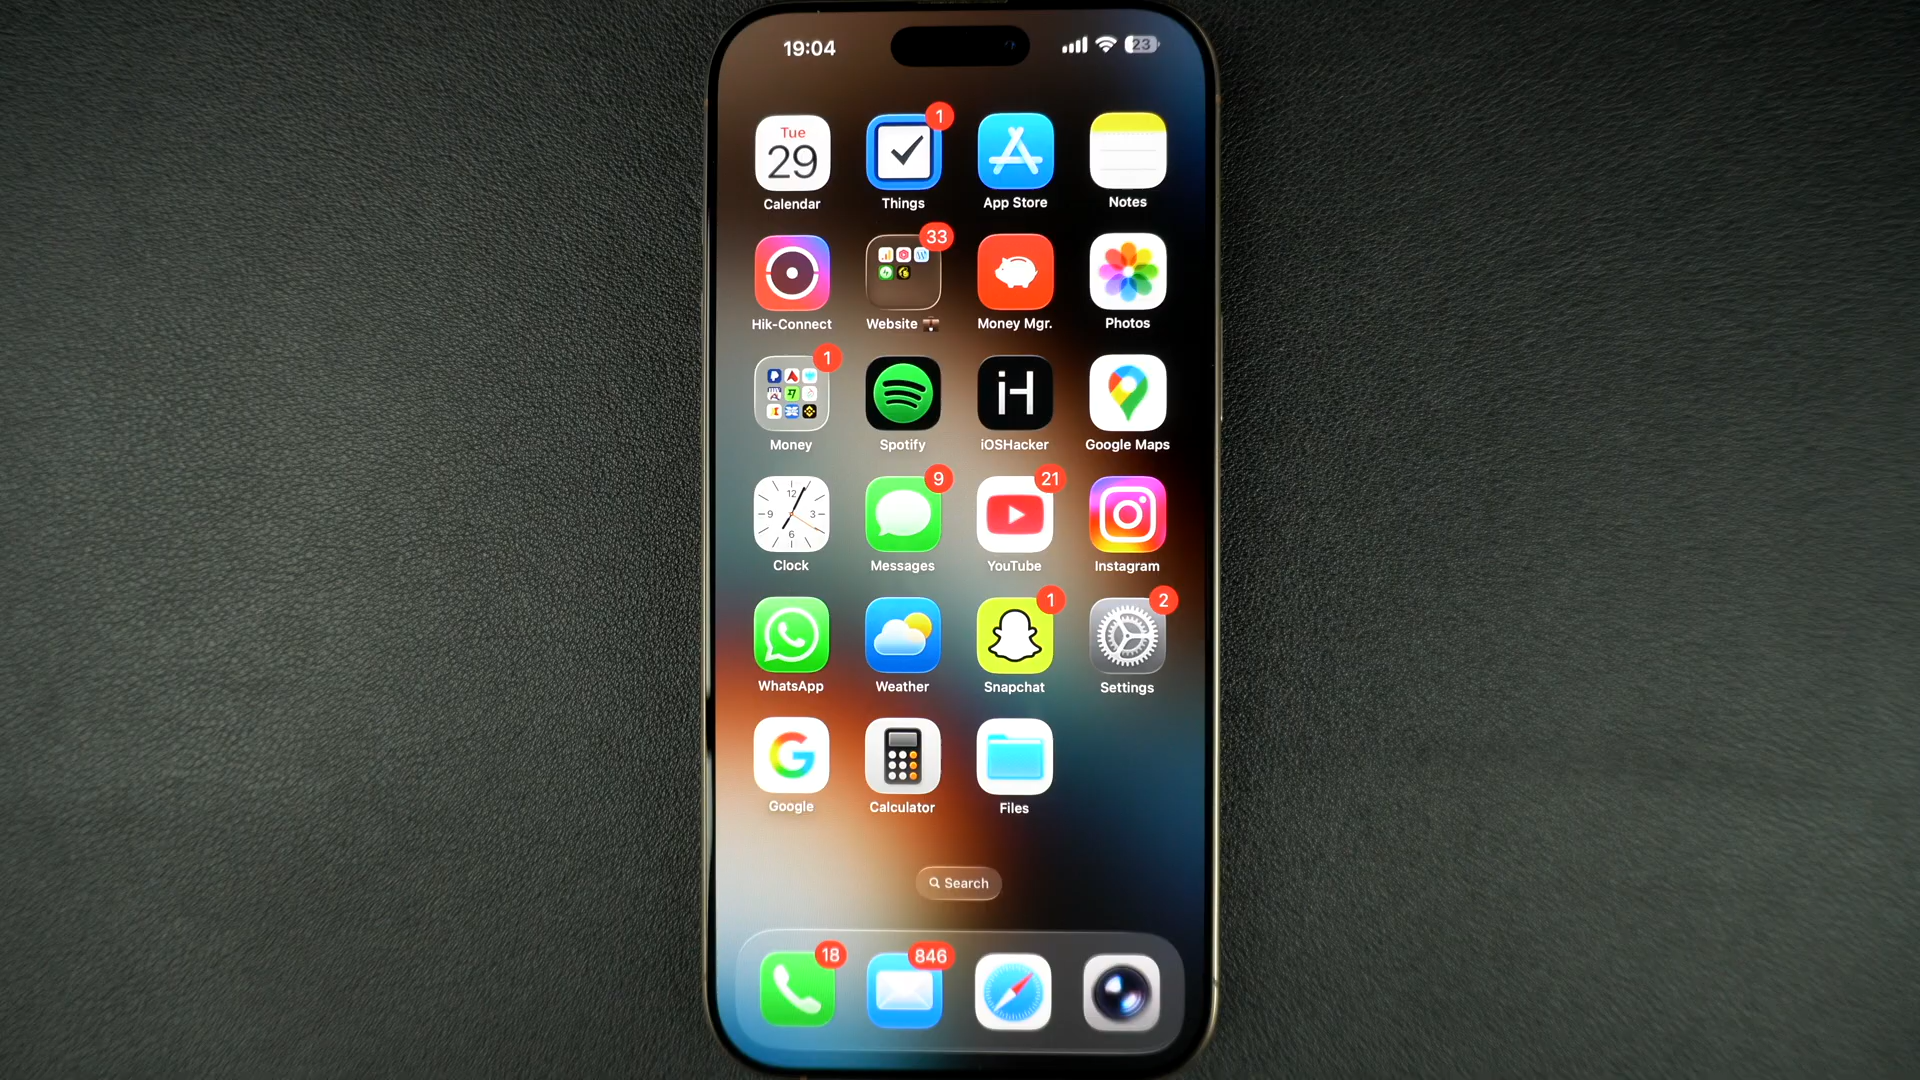 19:04 23
Tue
29
1
Calendar Things App Store Notes
33
Hik-Connect Website Money Mgr. Photos
1
iH
Money Spotify iOSHacker Google Maps
9 21
12
9 3
6
Clock Messages YouTube Instagram
1 2
WhatsApp Weather Snapchat Settings
G
Google Calculator Files
Search
18 846